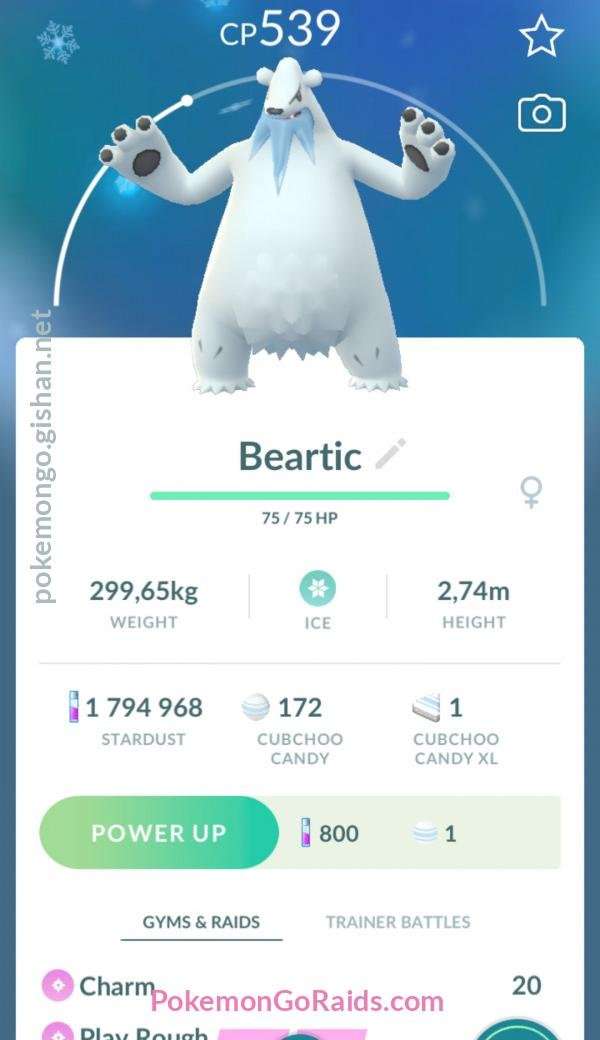 CP539
pokemongo.gishan.net
Beartic
75 / 75 HP
299,65kg
WEIGHT
ICE
2,74m
HEIGHT
1 794 968
STARDUST
172
CUBCHOO
CANDY
1
CUBCHOO
CANDY XL
POWER UP
800
1
GYMS & RAIDS
TRAINER BATTLES
Charm
20
PokemonGoRaids.com
Play Rough